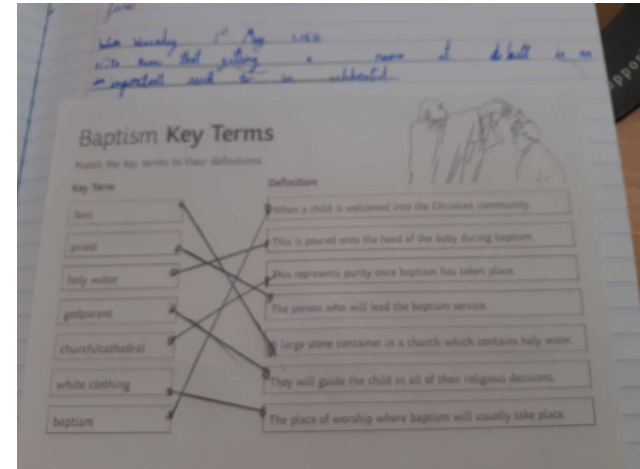 Baptism Key Terms
Match the key terms to their definitions.
Key Term
Definition
font
When a child is welcomed into the Christian community.
priest
This is poured onto the head of the baby during baptism.
holy water
This represents purity once baptism has taken place.
godparent
The person who will lead the baptism service.
church/cathedral
A large stone container in a church which contains holy water.
white clothing
They will guide the child in all of their religious decisions.
baptism
The place of worship where baptism will usually take place.